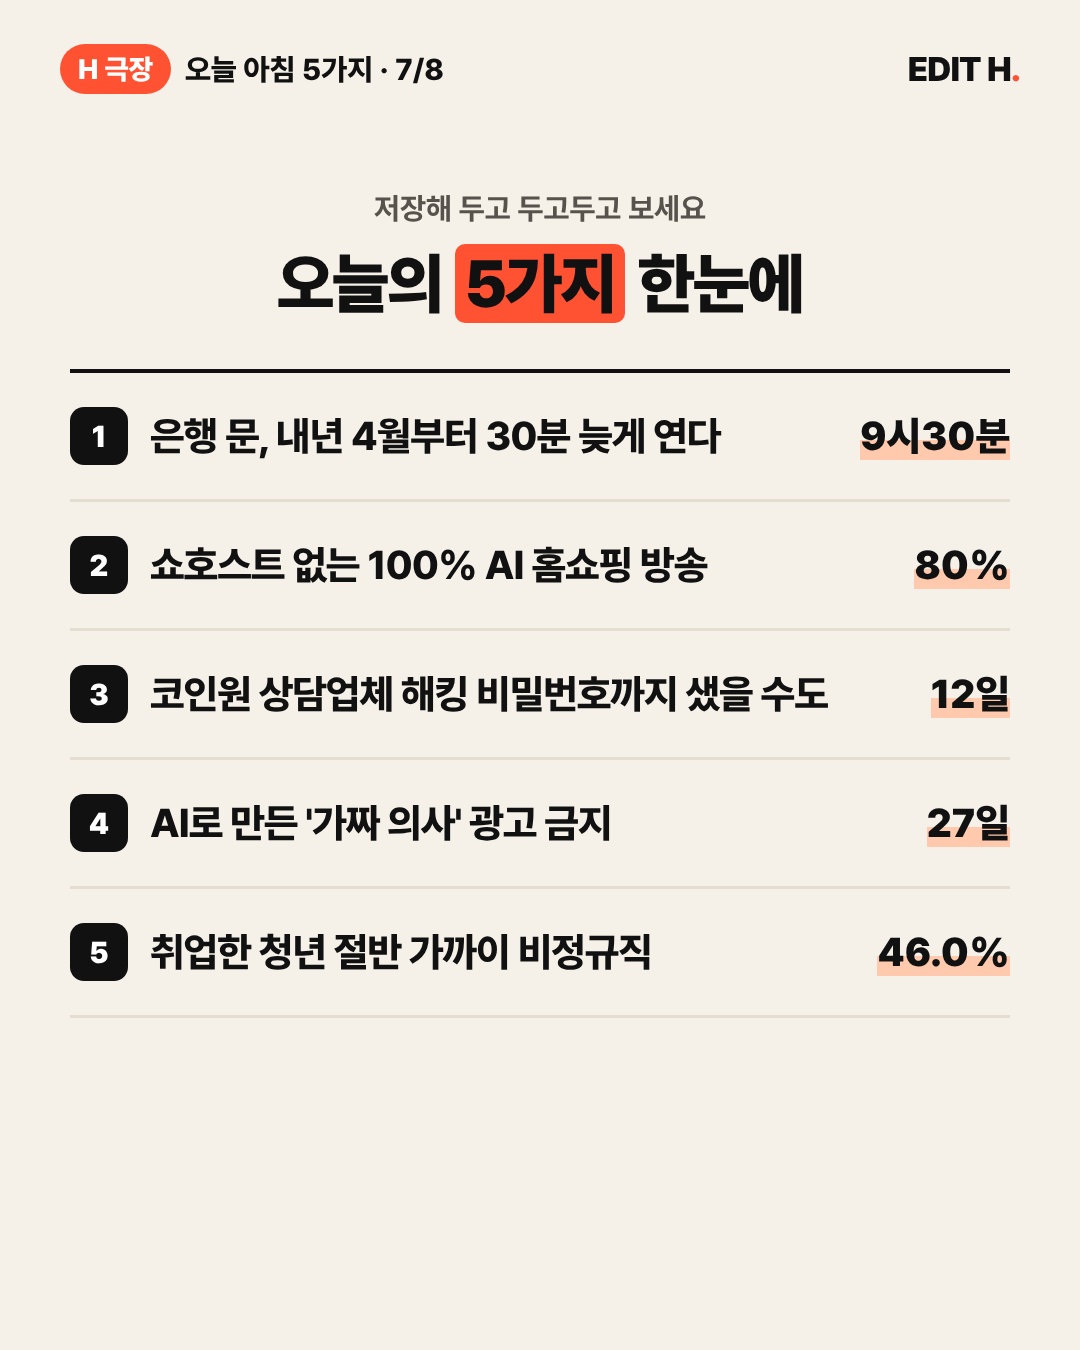 H 극장 오늘 아침 5가지 · 7/8 EDIT H.
저장해 두고 두고두고 보세요
오늘의 5가지 한눈에
1 은행 문, 내년 4월부터 30분 늦게 연다 9시30분
2 쇼호스트 없는 100% AI 홈쇼핑 방송 80%
3 코인원 상담업체 해킹 비밀번호까지 샜을 수도 12일
4 AI로 만든 '가짜 의사' 광고 금지 27일
5 취업한 청년 절반 가까이 비정규직 46.0%